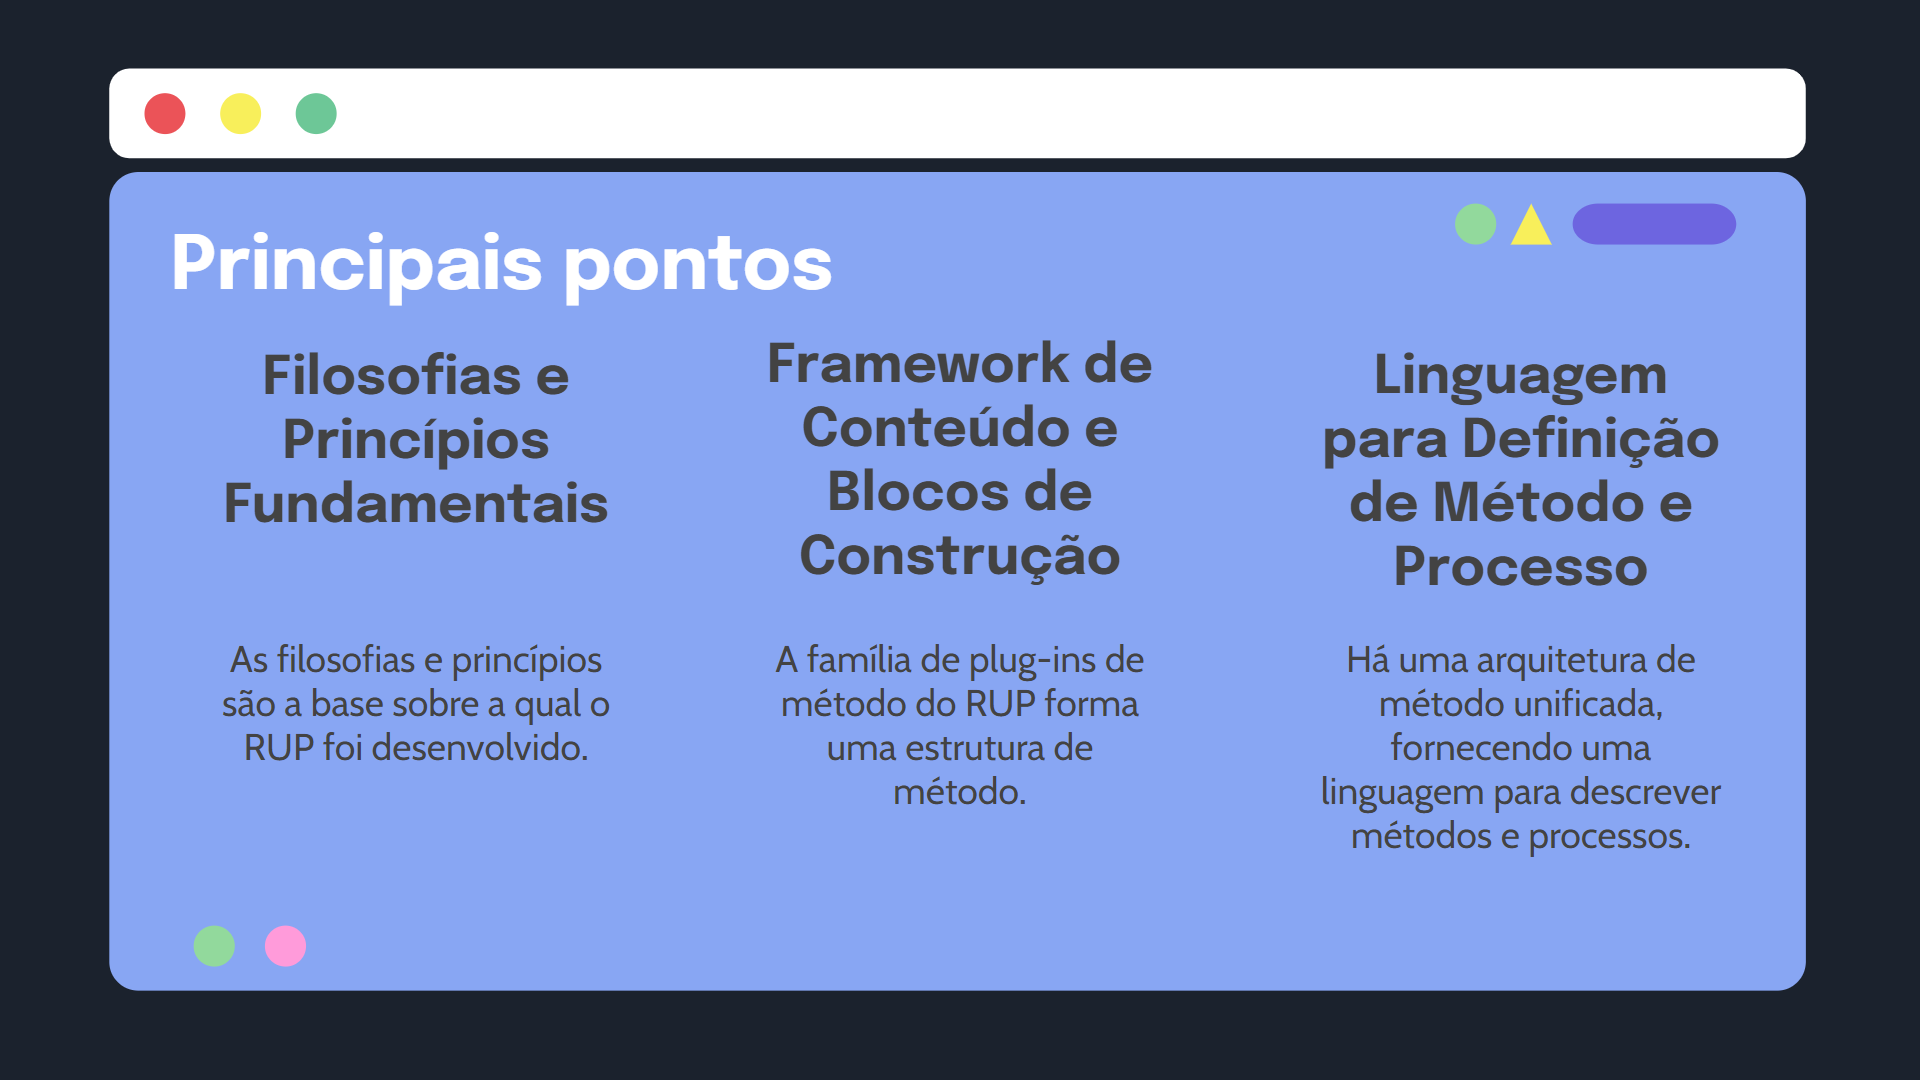 Principais pontos
Filosofias e
Princípios
Fundamentais
As filosofias e princípios
são a base sobre a qual o
RUP foi desenvolvido.
Framework de
Conteúdo e
Blocos de
Construção
A família de plug-ins de
método do RUP forma
uma estrutura de
método.
Linguagem
para Definição
de Método e
Processo
Há uma arquitetura de
método unificada,
fornecendo uma
linguagem para descrever
métodos e processos.